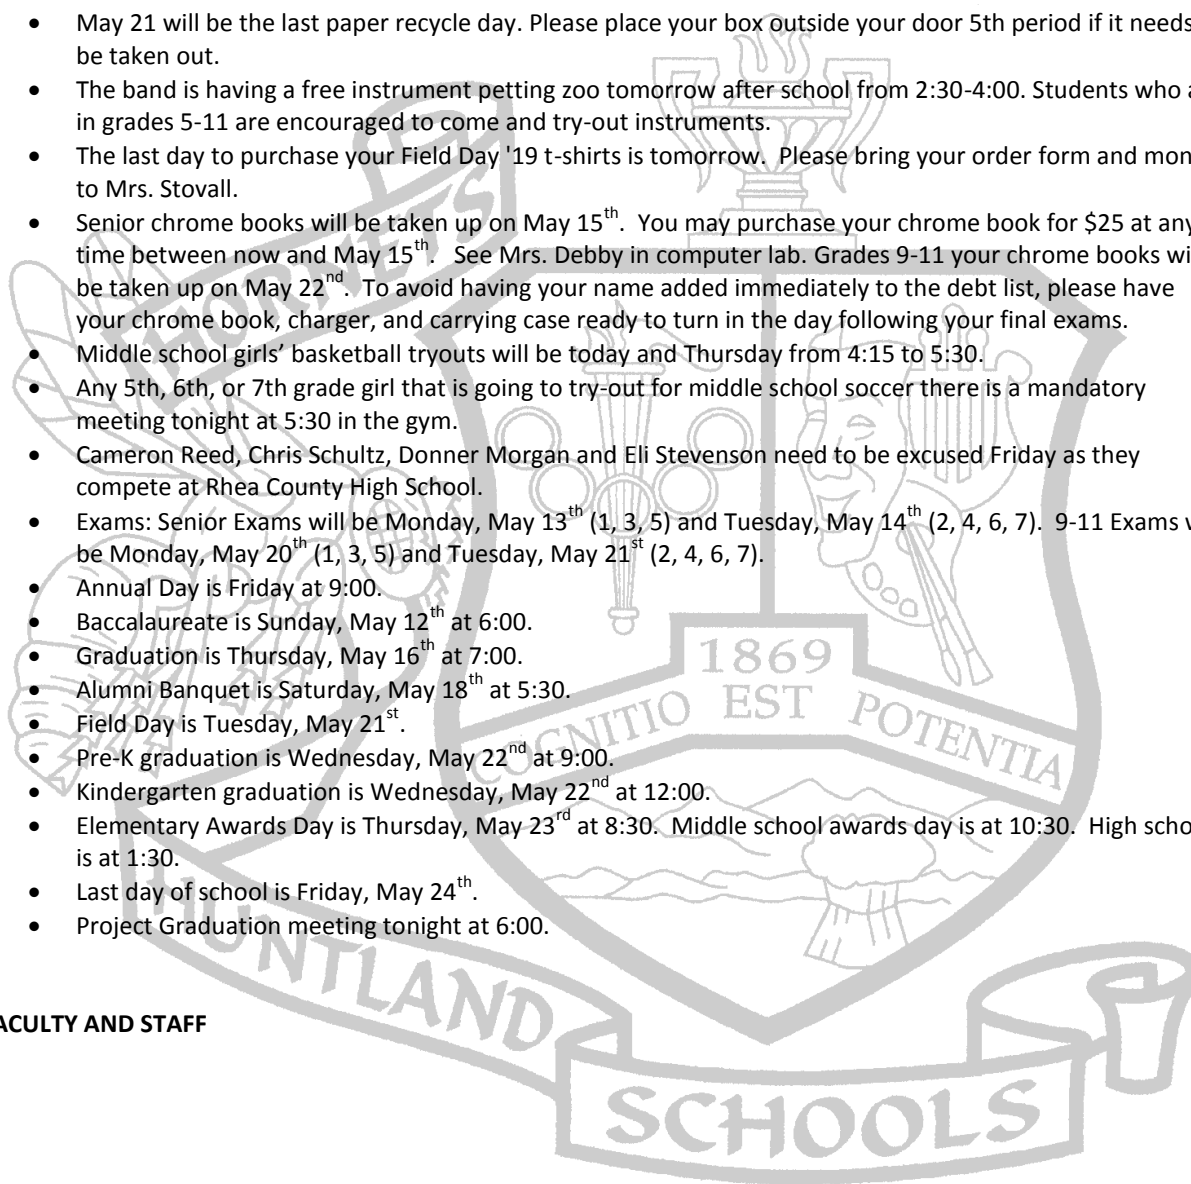 • May 21 will be the last paper recycle day. Please place your box outside your door 5th period if it needs
be taken out.
• The band is having a free instrument petting zoo tomorrow after school from 2:30-4:00. Students who a
in grades 5-11 are encouraged to come and try-out instruments.
• The last day to purchase your Field Day '19 t-shirts is tomorrow. Please bring your order form and mon
to Mrs. Stovall.
• Senior chrome books will be taken up on May 15th. You may purchase your chrome book for $25 at any
time between now and May 15th. See Mrs. Debby in computer lab. Grades 9-11 your chrome books wi
be taken up on May 22nd. To avoid having your name added immediately to the debt list, please have
your chrome book, charger, and carrying case ready to turn in the day following your final exams.
• Middle school girls' basketball tryouts will be today and Thursday from 4:15 to 5:30.
• Any 5th, 6th, or 7th grade girl that is going to try-out for middle school soccer there is a mandatory
meeting tonight at 5:30 in the gym.
• Cameron Reed, Chris Schultz, Donner Morgan and Eli Stevenson need to be excused Friday as they
compete at Rhea County High School.
• Exams: Senior Exams will be Monday, May 13th (1, 3, 5) and Tuesday, May 14th (2, 4, 6, 7). 9-11 Exams w
be Monday, May 20th (1, 3, 5) and Tuesday, May 21st (2, 4, 6, 7).
• Annual Day is Friday at 9:00.
• Baccalaureate is Sunday, May 12th at 6:00.
• Graduation is Thursday, May 16th at 7:00.
• Alumni Banquet is Saturday, May 18th at 5:30.
• Field Day is Tuesday, May 21st.
• Pre-K graduation is Wednesday, May 22nd at 9:00.
• Kindergarten graduation is Wednesday, May 22nd at 12:00.
• Elementary Awards Day is Thursday, May 23rd at 8:30. Middle school awards day is at 10:30. High scho
is at 1:30.
• Last day of school is Friday, May 24th.
• Project Graduation meeting tonight at 6:00.
ACULTY AND STAFF
HORNETS
1869
COGNITIO EST POTENTIA
HUNTLAND
SCHOOLS